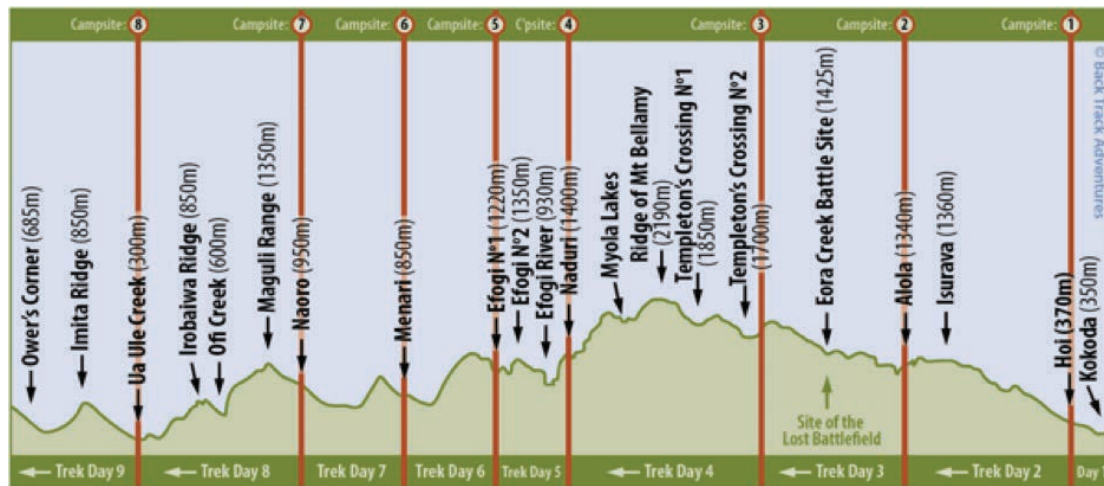 Campsite: 8
Campsite: 7
Campsite: 6
Campsite: 5
C'psite: 4
Campsite: 3
Campsite: 2
Campsite: 1
© Back Track Adventures
Ower's Corner (685m)
Imita Ridge (850m)
Ua Ule Creek (300m)
Irobaiwa Ridge (850m)
Ofi Creek (600m)
Maguli Range (1350m)
Naoro (950m)
Menari (850m)
Efogi Nº1 (1220m)
Efogi Nº2 (1350m)
Efogi River (930m)
Naduri (1400m)
Myola Lakes
Ridge of Mt Bellamy
(2190m)
Templeton's Crossing Nº1
(1850m)
Templeton's Crossing Nº2
(1700m)
Eora Creek Battle Site (1425m)
Alola (1340m)
Isurava (1360m)
Hoi (370m)
Kokoda (350m)
Site of the
Lost Battlefield
Trek Day 9
Trek Day 8
Trek Day 7
Trek Day 6
Trek Day 5
Trek Day 4
Trek Day 3
Trek Day 2
Day 1